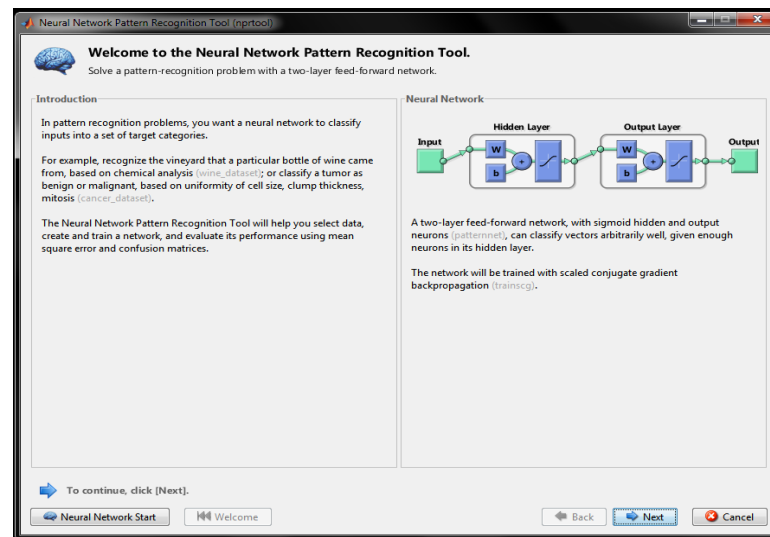 Neural Network Pattern Recognition Tool (nprtool)
Welcome to the Neural Network Pattern Recognition Tool.
Solve a pattern-recognition problem with a two-layer feed-forward network.
Introduction
In pattern recognition problems, you want a neural network to classify
inputs into a set of target categories.
For example, recognize the vineyard that a particular bottle of wine came
from, based on chemical analysis (wine_dataset); or classify a tumor as
benign or malignant, based on uniformity of cell size, clump thickness,
mitosis (cancer_dataset).
The Neural Network Pattern Recognition Tool will help you select data,
create and train a network, and evaluate its performance using mean
square error and confusion matrices.
Neural Network
Hidden Layer
Output Layer
Input
Output
W
b
+
W
b
+
A two-layer feed-forward network, with sigmoid hidden and output
neurons (patternnet), can classify vectors arbitrarily well, given enough
neurons in its hidden layer.
The network will be trained with scaled conjugate gradient
backpropagation (trainscg).
To continue, click [Next].
Neural Network Start
Welcome
Back
Next
Cancel